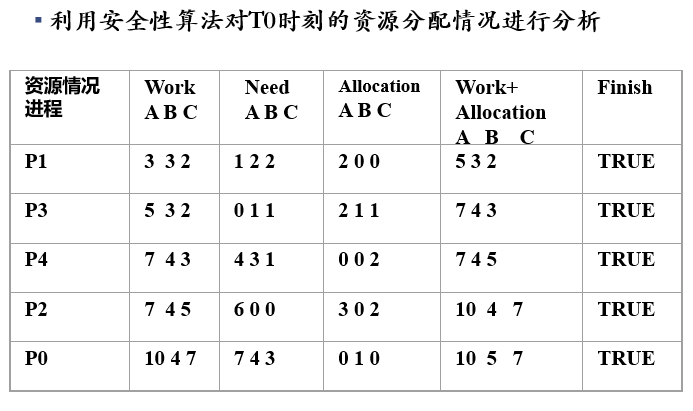 ▪ 利用安全性算法对T0时刻的资源分配情况进行分析
资源情况 Work Need Allocation Work+ Finish
进程 A B C A B C A B C Allocation
A B C
P1 3 3 2 1 2 2 2 0 0 5 3 2 TRUE
P3 5 3 2 0 1 1 2 1 1 7 4 3 TRUE
P4 7 4 3 4 3 1 0 0 2 7 4 5 TRUE
P2 7 4 5 6 0 0 3 0 2 10 4 7 TRUE
P0 10 4 7 7 4 3 0 1 0 10 5 7 TRUE